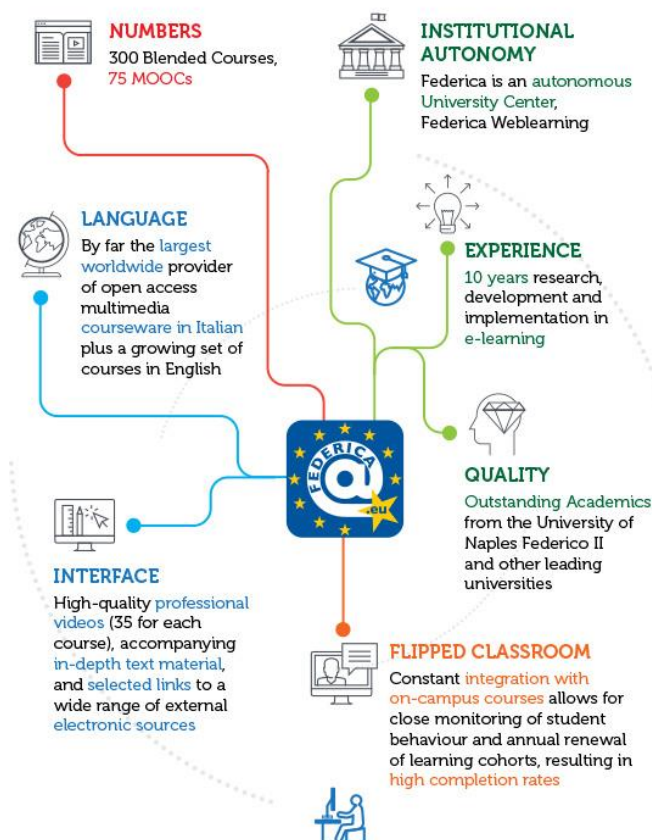 NUMBERS
300 Blended Courses,
75 MOOCs
INSTITUTIONAL
AUTONOMY
Federica is an autonomous
University Center,
Federica Weblearning
LANGUAGE
By far the largest
worldwide provider
of open access
multimedia
courseware in Italian
plus a growing set of
courses in English
EXPERIENCE
10 years research,
development and
implementation in
e-learning
FEDERICA
.eu
QUALITY
Outstanding Academics
from the University of
Naples Federico II
and other leading
universities
INTERFACE
High-quality professional
videos (35 for each
course), accompanying
in-depth text material,
and selected links to a
wide range of external
electronic sources
FLIPPED CLASSROOM
Constant integration with
on-campus courses allows for
close monitoring of student
behaviour and annual renewal
of learning cohorts, resulting in
high completion rates